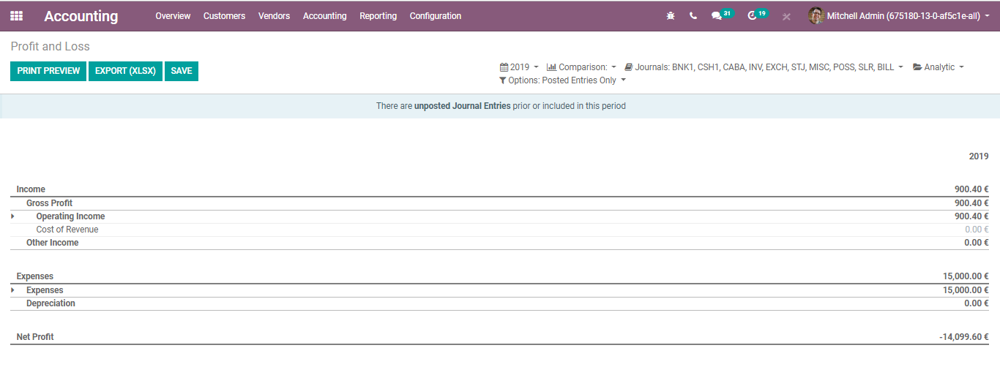 Accounting Overview Customers Vendors Accounting Reporting Configuration 31 19 Mitchell Admin (675180-13-0-af5c1e-all)
Profit and Loss
PRINT PREVIEW EXPORT (XLSX) SAVE 2019 Comparison: Journals: BNK1, CSH1, CABA, INV, EXCH, STJ, MISC, POSS, SLR, BILL Analytic
Options: Posted Entries Only
There are unposted Journal Entries prior or included in this period
2019
Income 900.40 €
Gross Profit 900.40 €
Operating Income 900.40 €
Cost of Revenue 0.00 €
Other Income 0.00 €
Expenses 15,000.00 €
Expenses 15,000.00 €
Depreciation 0.00 €
Net Profit -14,099.60 €